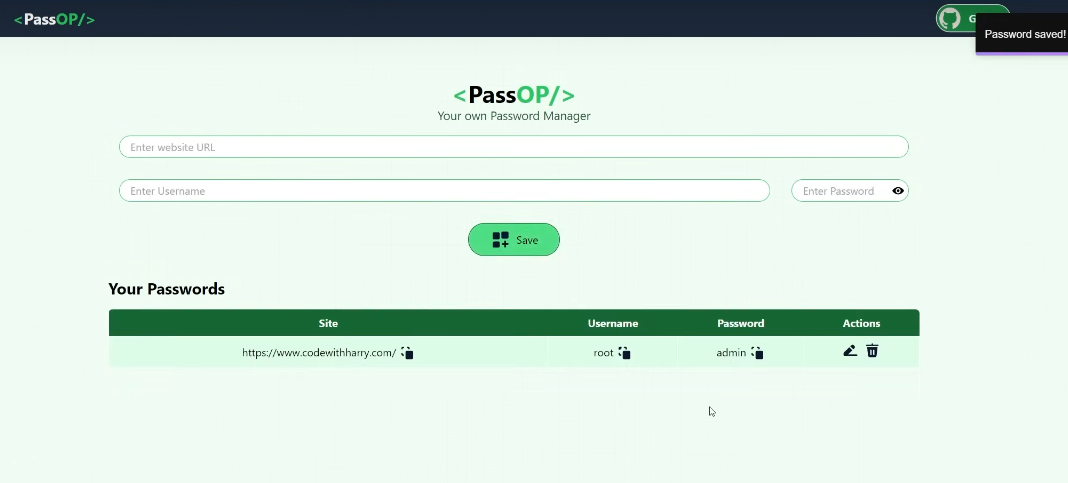 <PassOP/>
G
Password saved!
<PassOP/>
Your own Password Manager
Enter website URL
Enter Username
Enter Password
Save
Your Passwords
Site Username Password Actions
https://www.codewithharry.com/ root admin